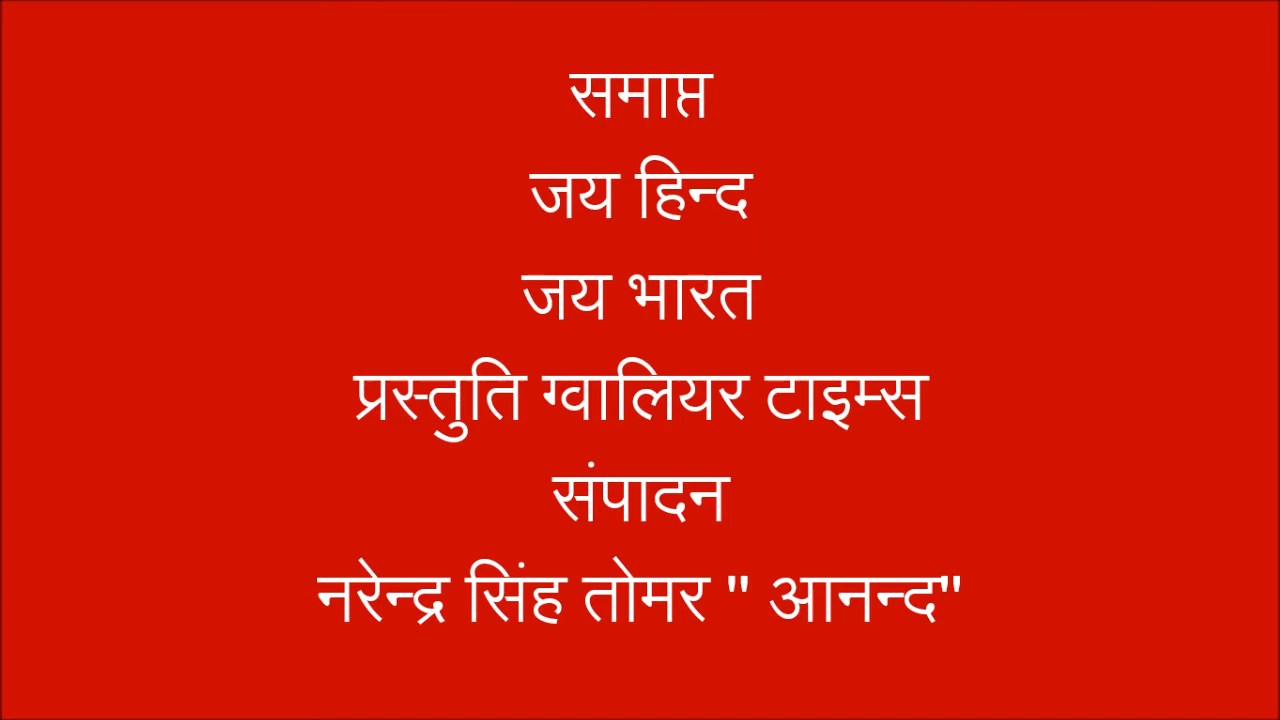 समाप्त
जय हिन्द
जय भारत
प्रस्तुति ग्वालियर टाइम्स
संपादन
नरेन्द्र सिंह तोमर " आनन्द"